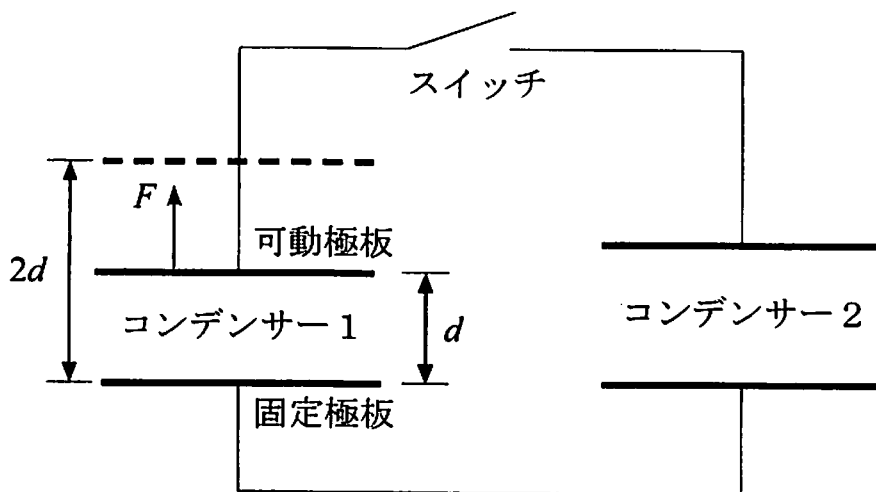 スイッチ
F
可動極板
2d
コンデンサー1
d
コンデンサー2
固定極板